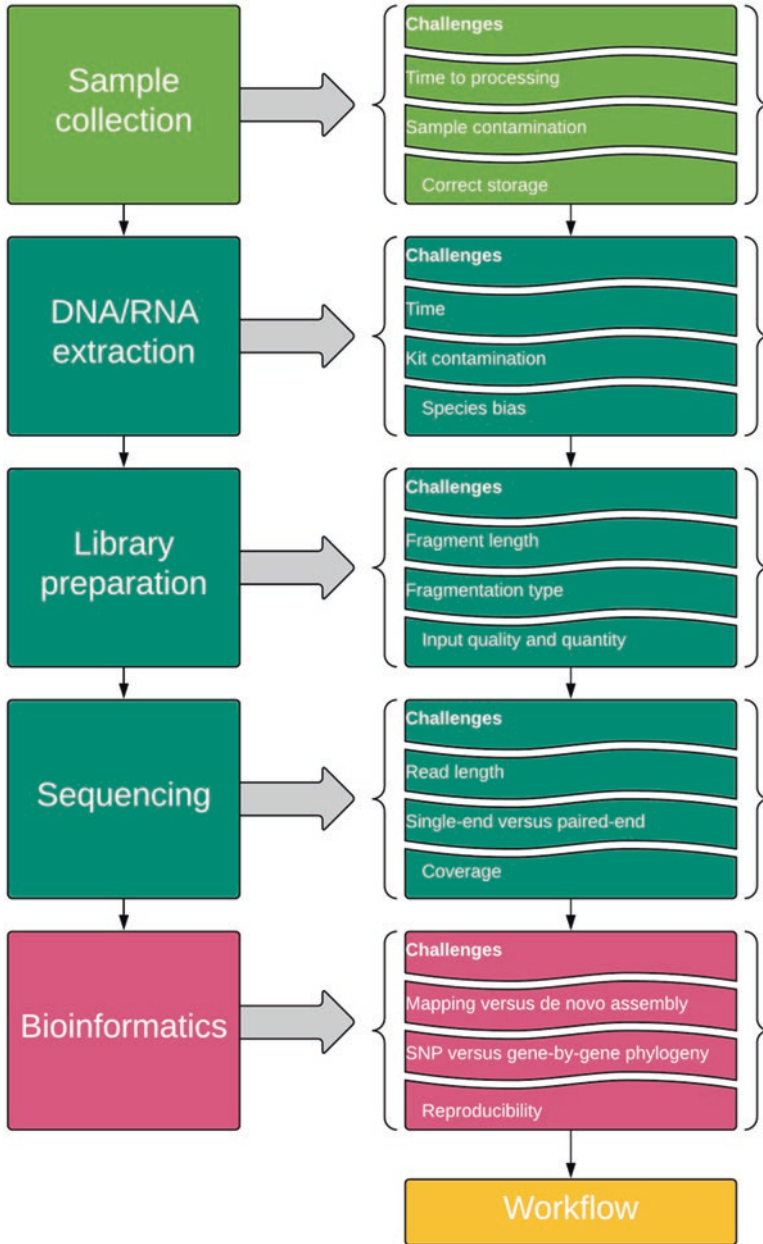 Sample
collection
Challenges
Time to processing
Sample contamination
Correct storage
DNA/RNA
extraction
Challenges
Time
Kit contamination
Species bias
Library
preparation
Challenges
Fragment length
Fragmentation type
Input quality and quantity
Sequencing
Challenges
Read length
Single-end versus paired-end
Coverage
Bioinformatics
Challenges
Mapping versus de novo assembly
SNP versus gene-by-gene phylogeny
Reproducibility
Workflow